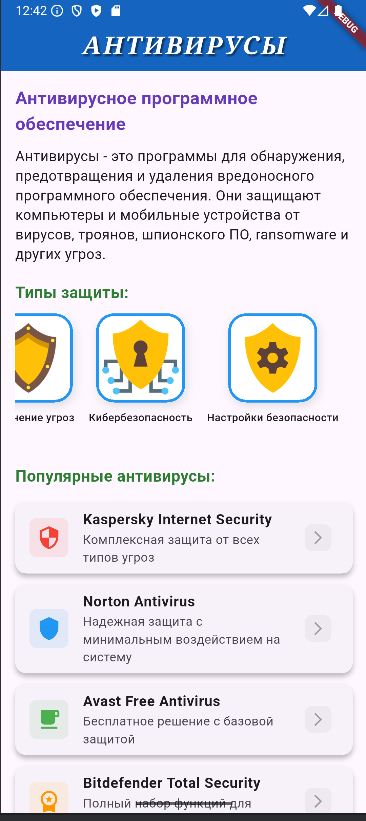 12:42
DEBUG
АНТИВИРУСЫ
Антивирусное программное
обеспечение
Антивирусы - это программы для обнаружения,
предотвращения и удаления вредоносного
программного обеспечения. Они защищают
компьютеры и мобильные устройства от
вирусов, троянов, шпионского ПО, ransomware и
других угроз.
Типы защиты:
угроз
Кибербезопасность
Настройки безопасности
Популярные антивирусы:
Kaspersky Internet Security
Комплексная защита от всех
типов угроз
Norton Antivirus
Надежная защита с
минимальным воздействием на
систему
Avast Free Antivirus
Бесплатное решение с базовой
защитой
Bitdefender Total Security
Полный набор функций для